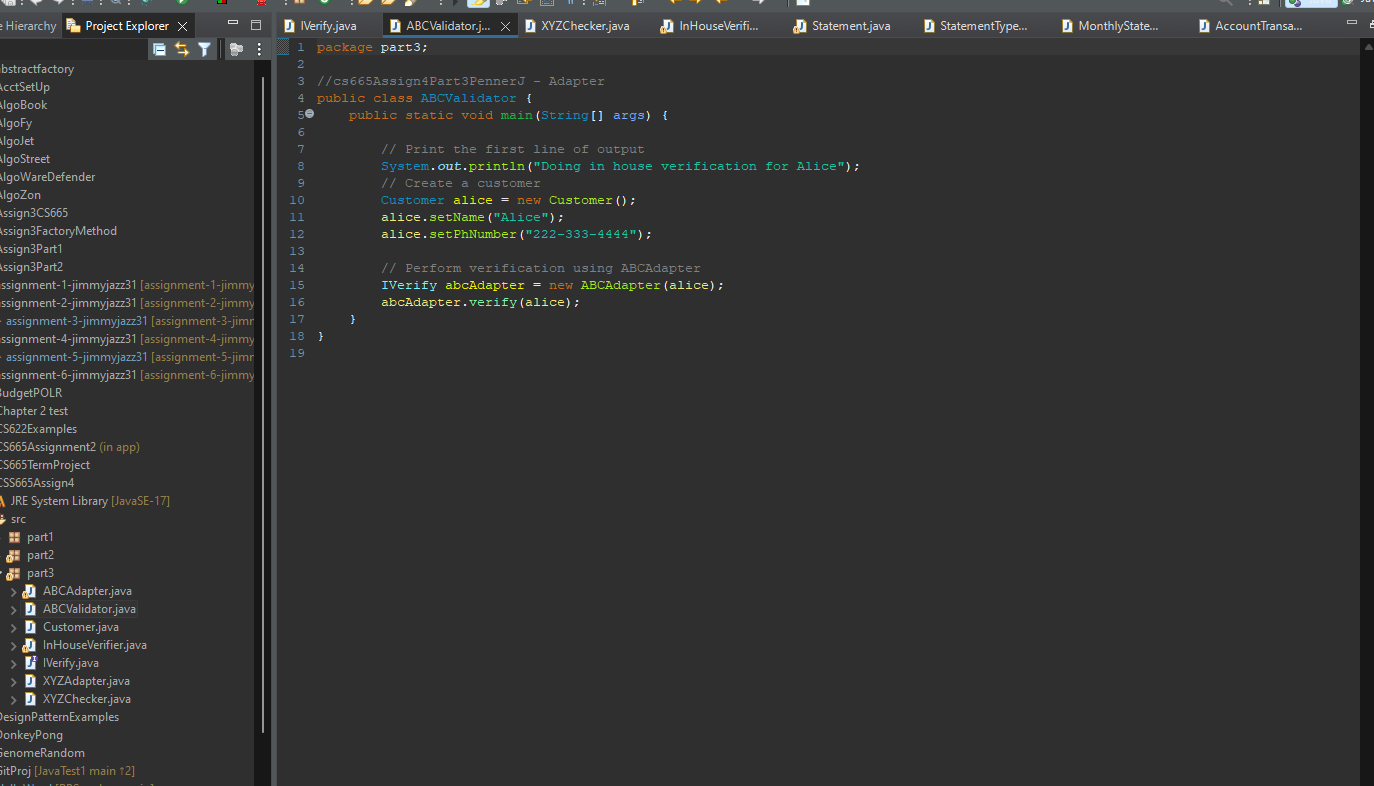 Hierarchy
Project Explorer
IVerify.java
ABCValidator.j...
XYZChecker.java
InHouseVerifi...
Statement.java
StatementType...
MonthlyState...
AccountTransa...
abstractfactory
AcctSetUp
AlgoBook
AlgoFy
AlgoJet
AlgoStreet
AlgoWareDefender
AlgoZon
Assign3CS665
Assign3FactoryMethod
Assign3Part1
Assign3Part2
assignment-1-jimmyjazz31 [assignment-1-jimmy
assignment-2-jimmyjazz31 [assignment-2-jimmy
assignment-3-jimmyjazz31 [assignment-3-jimm
assignment-4-jimmyjazz31 [assignment-4-jimmy
assignment-5-jimmyjazz31 [assignment-5-jimm
assignment-6-jimmyjazz31 [assignment-6-jimmy
BudgetPOLR
Chapter 2 test
CS622Examples
CS665Assignment2 (in app)
CS665TermProject
CSS665Assign4
JRE System Library [JavaSE-17]
src
part1
part2
part3
ABCAdapter.java
ABCValidator.java
Customer.java
InHouseVerifier.java
IVerify.java
XYZAdapter.java
XYZChecker.java
DesignPatternExamples
DonkeyPong
GenomeRandom
GitProj [JavaTest1 main ↑2]
1 package part3;
2
3 //cs665Assign4Part3PennerJ - Adapter
4 public class ABCValidator {
5 public static void main(String[] args) {
6
7 // Print the first line of output
8 System.out.println("Doing in house verification for Alice");
9 // Create a customer
10 Customer alice = new Customer();
11 alice.setName("Alice");
12 alice.setPhNumber("222-333-4444");
13
14 // Perform verification using ABCAdapter
15 IVerify abcAdapter = new ABCAdapter(alice);
16 abcAdapter.verify(alice);
17 }
18 }
19